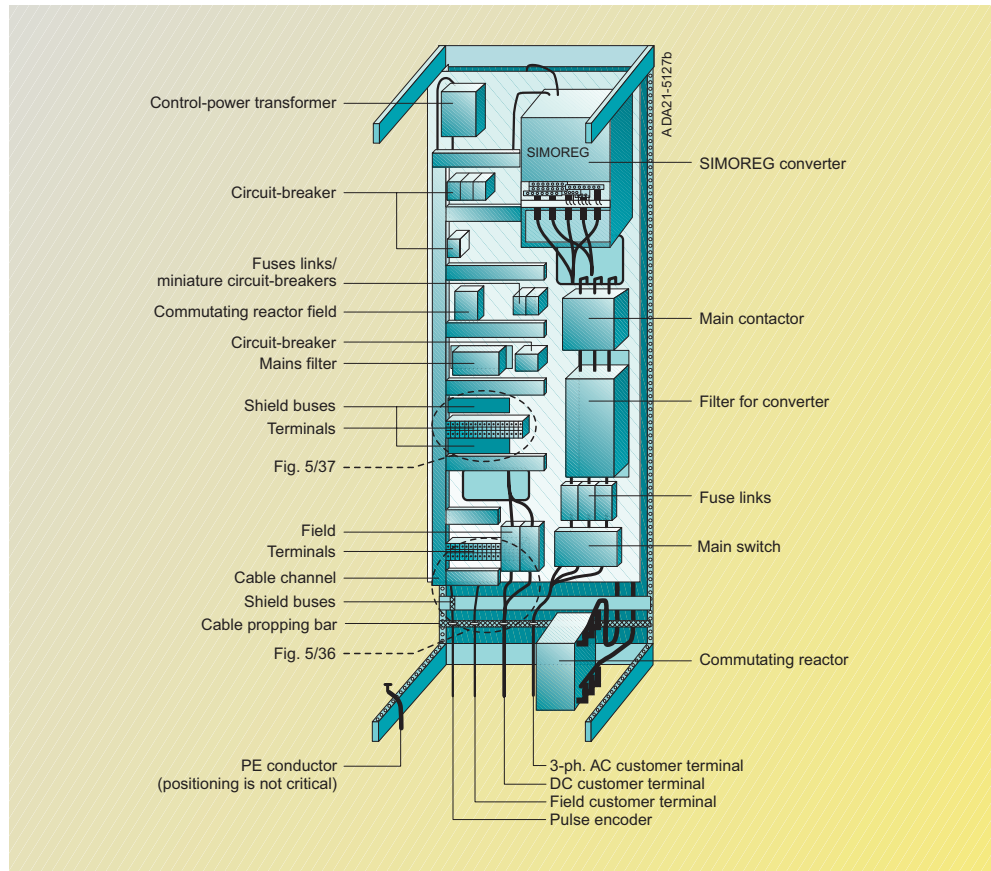 A DA21-5127b
Control-power transformer
SIMOREG
SIMOREG converter
Circuit-breaker
Fuses links/
miniature circuit-breakers
Commutating reactor field
Main contactor
Circuit-breaker
Mains filter
Shield buses
Filter for converter
Terminals
Fig. 5/37
Fuse links
Field
Terminals
Main switch
Cable channel
Shield buses
Cable propping bar
Fig. 5/36
Commutating reactor
PE conductor
(positioning is not critical)
3-ph. AC customer terminal
DC customer terminal
Field customer terminal
Pulse encoder